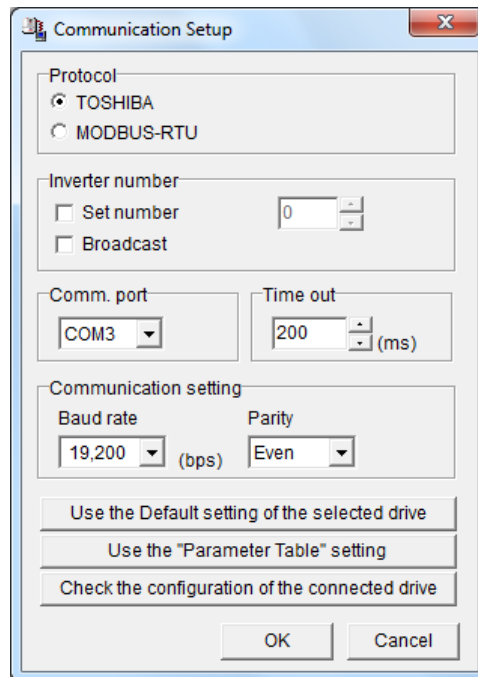 Communication Setup
Protocol
TOSHIBA
MODBUS-RTU
Inverter number
Set number 0
Broadcast
Comm. port Time out
COM3 200 (ms)
Communication setting
Baud rate Parity
19,200 (bps) Even
Use the Default setting of the selected drive
Use the "Parameter Table" setting
Check the configuration of the connected drive
OK Cancel